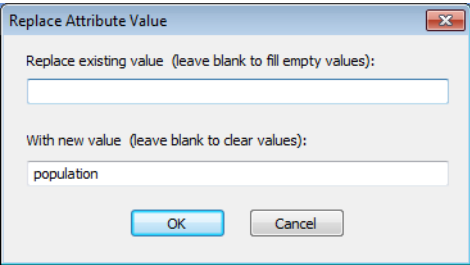 Replace Attribute Value
Replace existing value (leave blank to fill empty values):
With new value (leave blank to clear values):
population
OK
Cancel